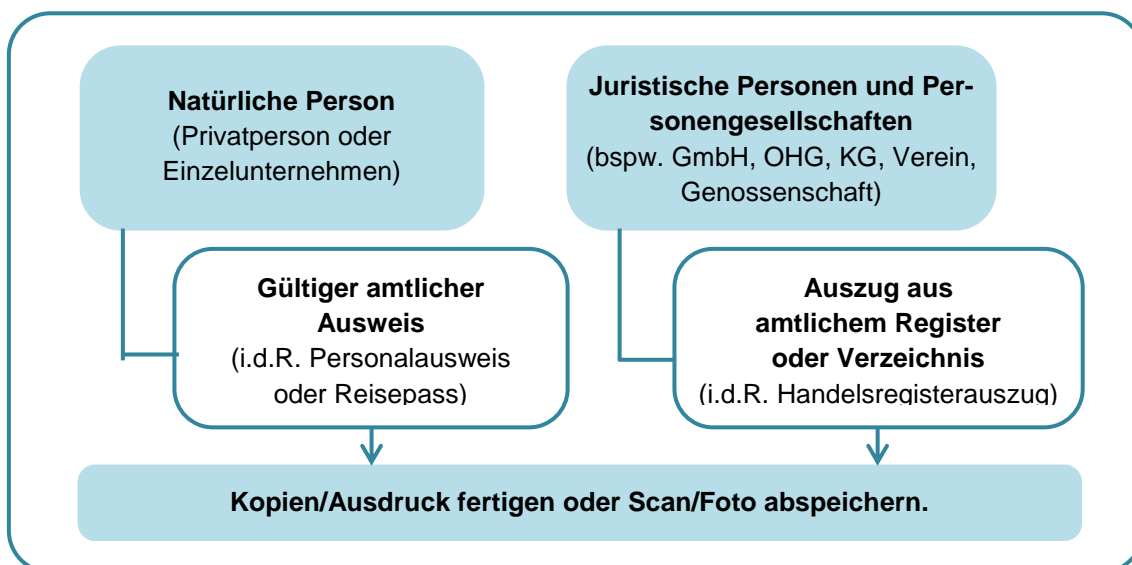 Natürliche Person
(Privatperson oder
Einzelunternehmen)
Juristische Personen und Per-
sonengesellschaften
(bspw. GmbH, OHG, KG, Verein,
Genossenschaft)
Gültiger amtlicher
Ausweis
(i.d.R. Personalausweis
oder Reisepass)
Auszug aus
amtlichem Register
oder Verzeichnis
(i.d.R. Handelsregisterauszug)
Kopien/Ausdruck fertigen oder Scan/Foto abspeichern.